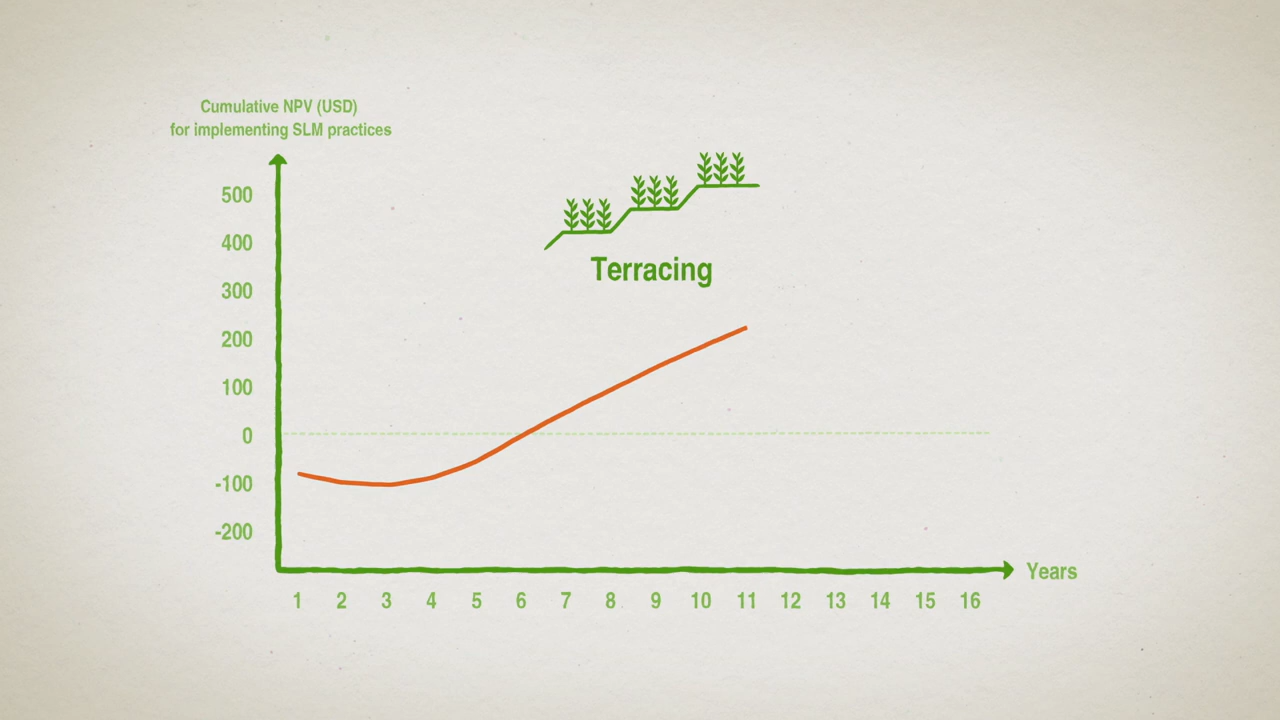 Cumulative NPV (USD)
for implementing SLM practices
500
400
300
200
100
0
-100
-200
Terracing
Years
1 2 3 4 5 6 7 8 9 10 11 12 13 14 15 16